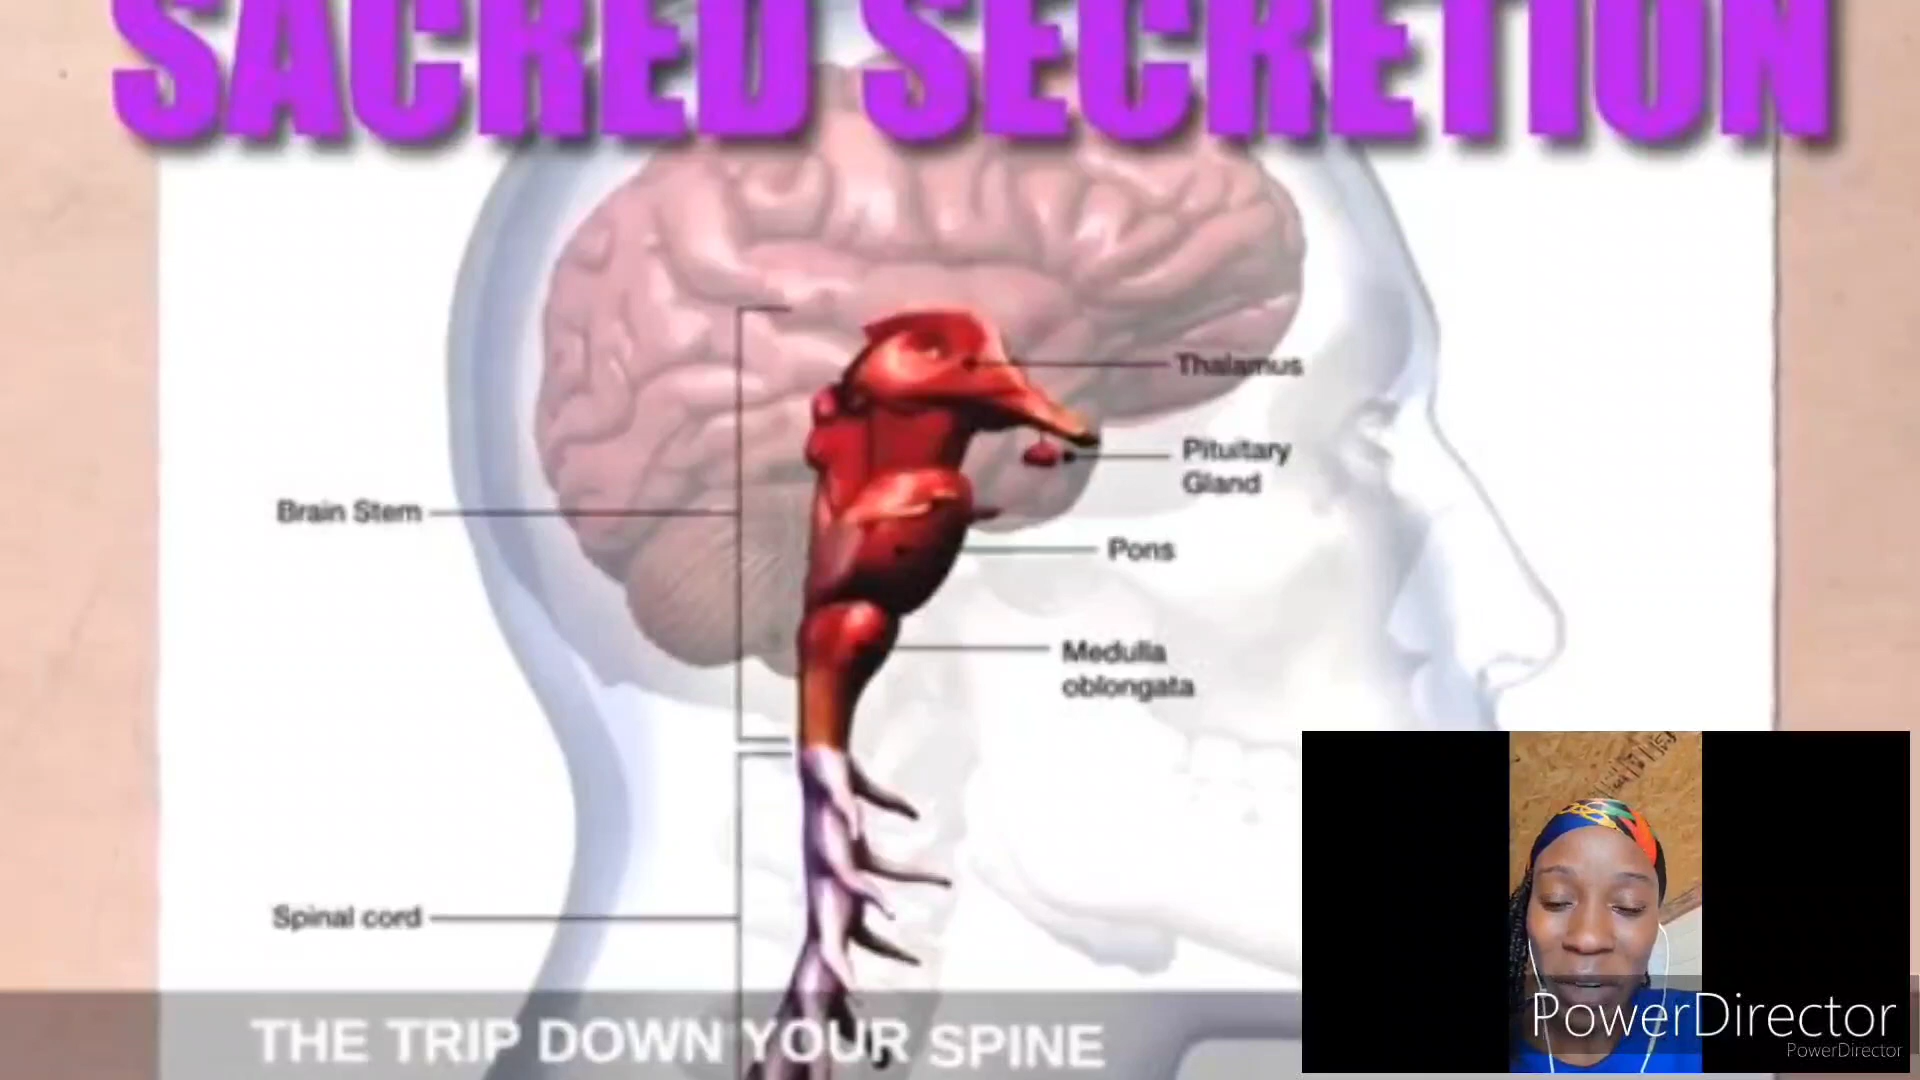 SACRED SECRETION
Thalamus
Pituitary
Gland
Brain Stem
Pons
Medulla
oblongata
Spinal cord
THE TRIP DOWN YOUR SPINE
PowerDirector
PowerDirector